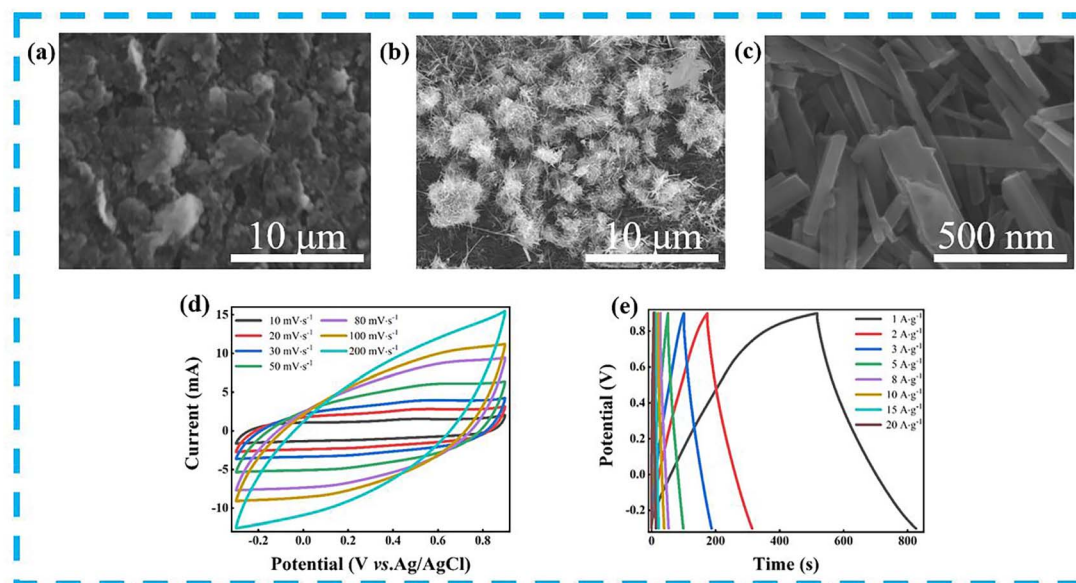 (a)
10 μm
(b)
10 μm
(c)
500 nm
(d)
15
10
5
0
-5
-10
Current (mA)
10 mV·s⁻¹
20 mV·s⁻¹
30 mV·s⁻¹
50 mV·s⁻¹
80 mV·s⁻¹
100 mV·s⁻¹
200 mV·s⁻¹
-0.2 0.0 0.2 0.4 0.6 0.8
Potential (V vs.Ag/AgCl)
(e)
0.8
0.6
0.4
0.2
0.0
-0.2
Potential (V)
1 A·g⁻¹
2 A·g⁻¹
3 A·g⁻¹
5 A·g⁻¹
8 A·g⁻¹
10 A·g⁻¹
15 A·g⁻¹
20 A·g⁻¹
0 200 400 600 800
Time (s)